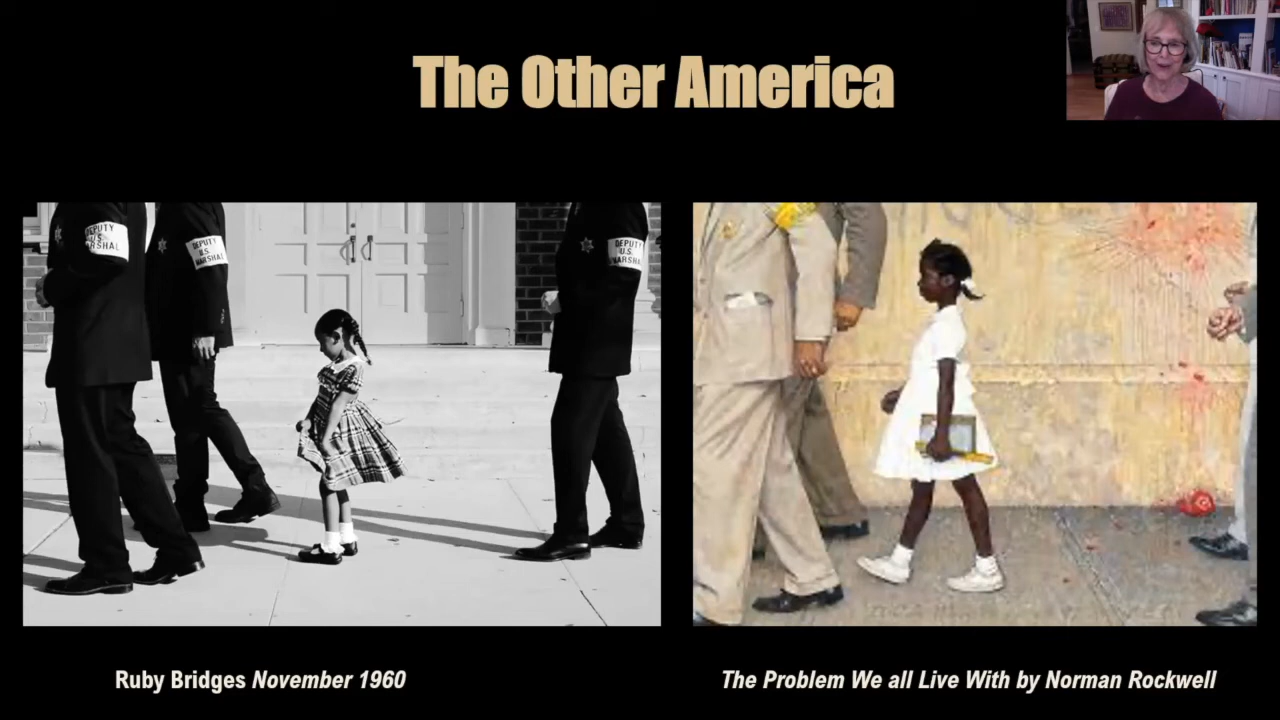 The Other America
DEPUTY
U.S.
MARSHAL
DEPUTY
U.S.
MARSHAL
DEPUTY
U.S.
MARSHAL
Ruby Bridges November 1960
The Problem We all Live With by Norman Rockwell